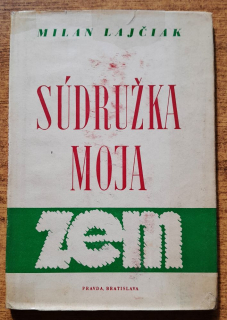 MILAN LAJČIAK
SÚDRUŽKA
MOJA
zem
PRAVDA, BRATISLAVA